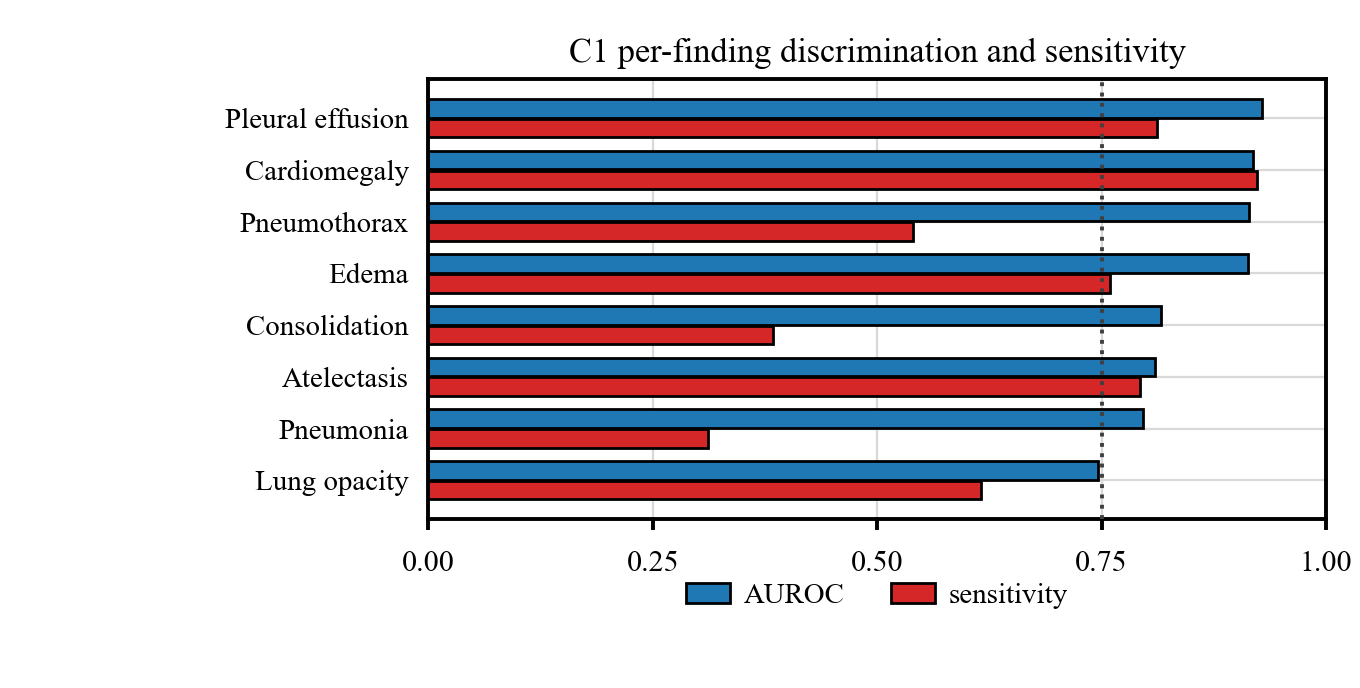 C1 per-finding discrimination and sensitivity
Pleural effusion
Cardiomegaly
Pneumothorax
Edema
Consolidation
Atelectasis
Pneumonia
Lung opacity
0.00 0.25 0.50 0.75 1.00
AUROC sensitivity